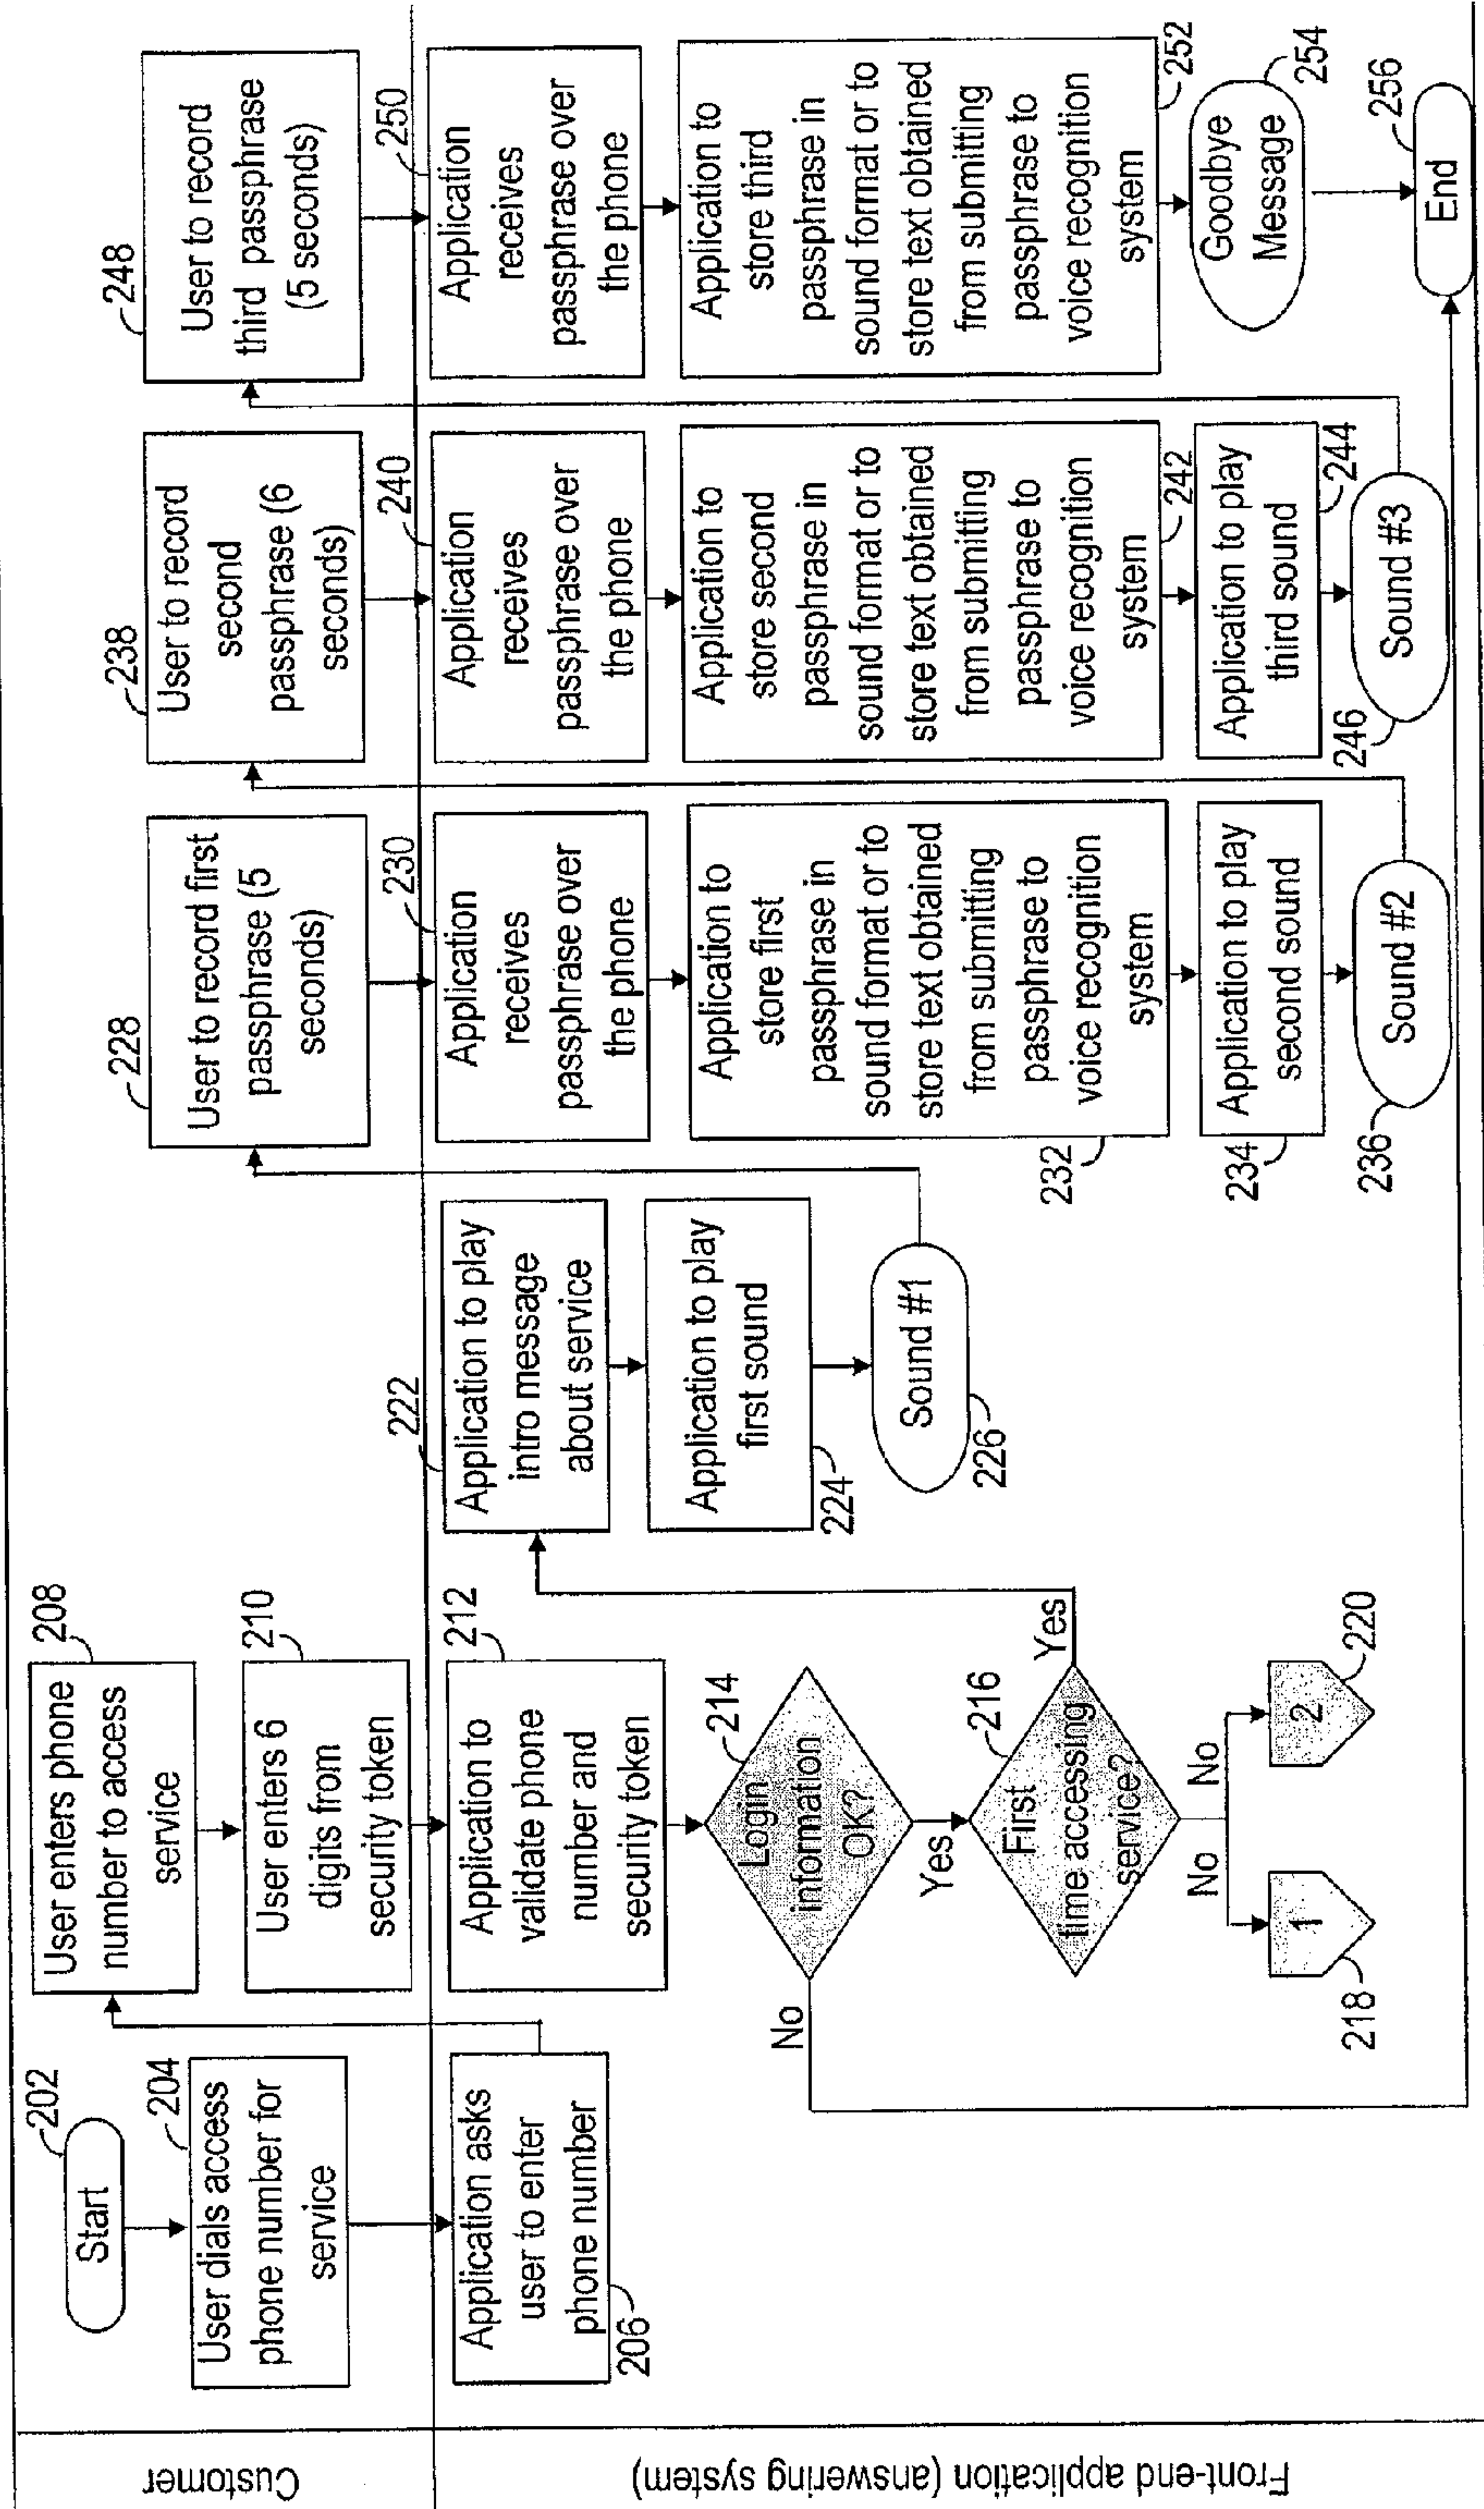 Customer
Front-end application (answering system)
202
Start
204
User dials access
phone number for
service
Application asks
user to enter
phone number
206
208
User enters phone
number to access
service
210
User enters 6
digits from
security token
212
Application to
validate phone
number and
security token
214
Login
information
OK?
No
Yes
216
First
time accessing
service?
Yes
No
No
1
218
2
220
222
Application to play
intro message
about service
Application to play
first sound
224
Sound #1
226
228
User to record first
passphrase (5
seconds)
230
Application
receives
passphrase over
the phone
Application to
store first
passphrase in
sound format or to
store text obtained
from submitting
passphrase to
voice recognition
system
232
Application to play
second sound
234
Sound #2
236
238
User to record
second
passphrase (6
seconds)
240
Application
receives
passphrase over
the phone
Application to
store second
passphrase in
sound format or to
store text obtained
from submitting
passphrase to
voice recognition
system
242
Application to play
third sound
244
Sound #3
246
248
User to record
third passphrase
(5 seconds)
250
Application
receives
passphrase over
the phone
Application to
store third
passphrase in
sound format or to
store text obtained
from submitting
passphrase to
voice recognition
system
252
Goodbye
Message
254
256
End